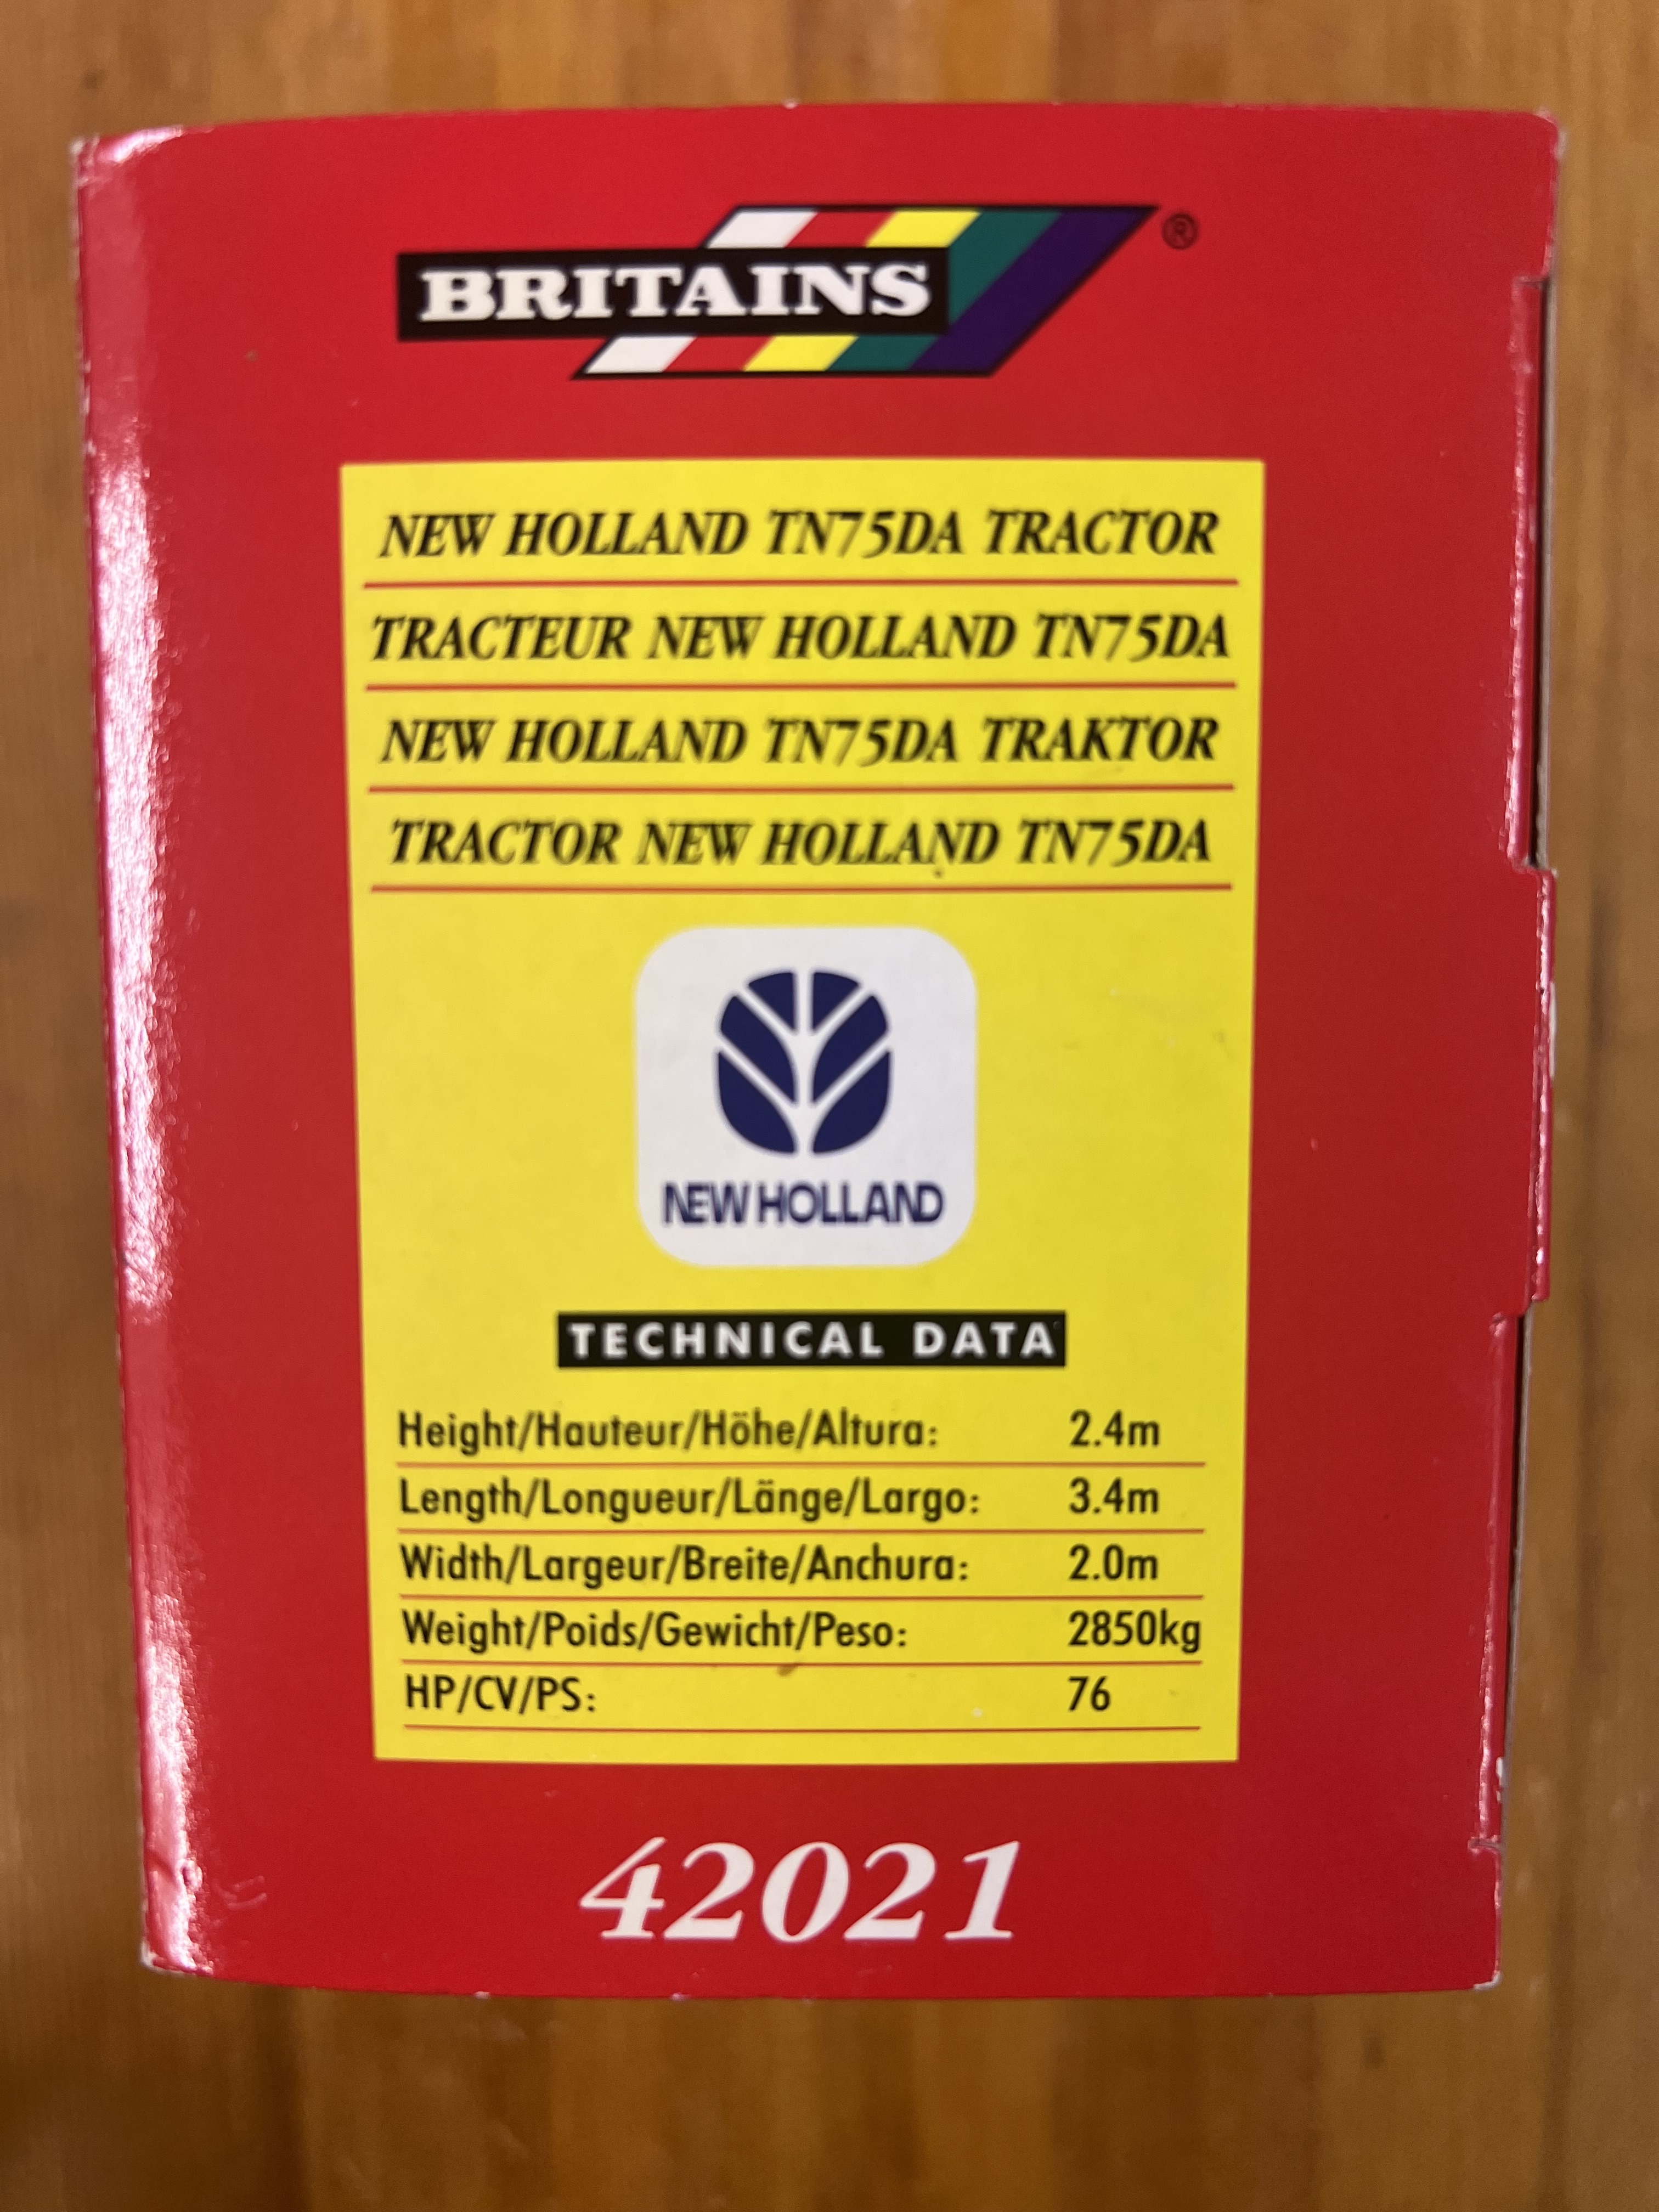 BRITAINS ®
NEW HOLLAND TN75DA TRACTOR
TRACTEUR NEW HOLLAND TN75DA
NEW HOLLAND TN75DA TRAKTOR
TRACTOR NEW HOLLAND TN75DA
NEW HOLLAND
TECHNICAL DATA
Height/Hauteur/Höhe/Altura: 2.4m
Length/Longueur/Länge/Largo: 3.4m
Width/Largeur/Breite/Anchura: 2.0m
Weight/Poids/Gewicht/Peso: 2850kg
HP/CV/PS: 76
42021